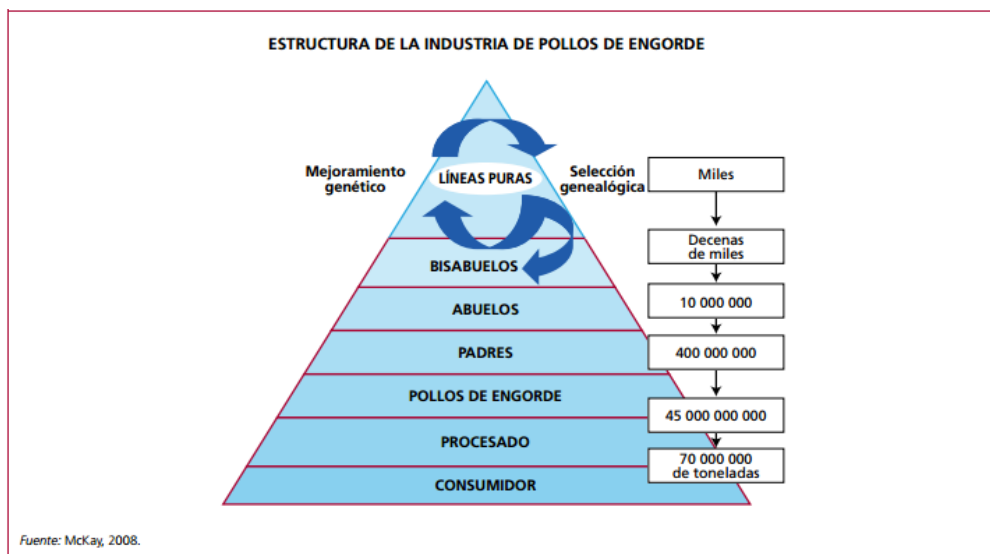 ESTRUCTURA DE LA INDUSTRIA DE POLLOS DE ENGORDE
Mejoramiento
genético
LÍNEAS PURAS
Selección
genealógica
Miles
BISABUELOS
Decenas
de miles
ABUELOS
10 000 000
PADRES
400 000 000
POLLOS DE ENGORDE
45 000 000 000
PROCESADO
70 000 000
de toneladas
CONSUMIDOR
Fuente: McKay, 2008.